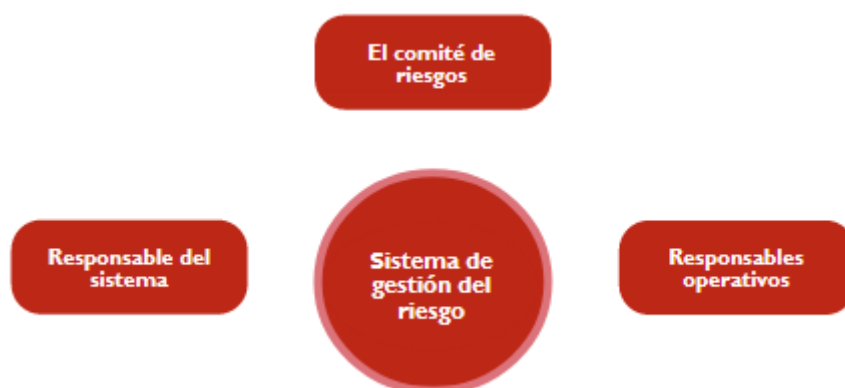 El comité de
riesgos
Responsable del
sistema
Sistema de
gestión del
riesgo
Responsables
operativos